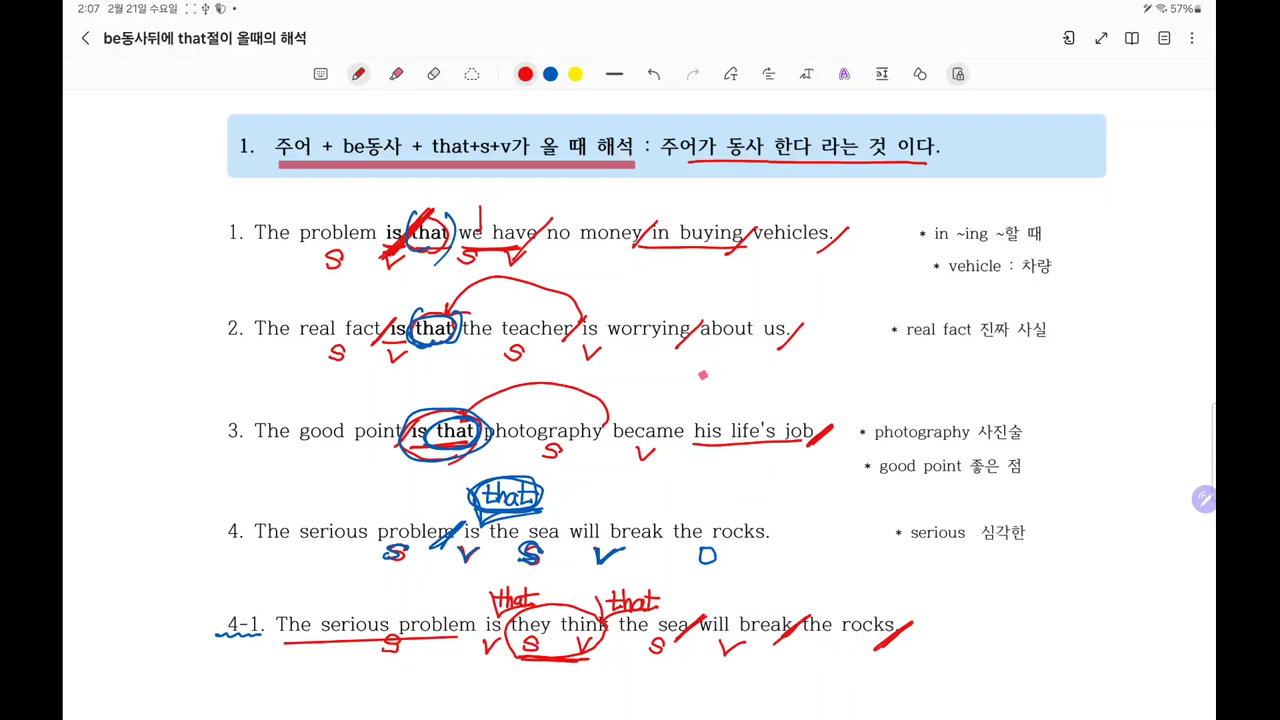 2:07 2월 21일 수요일 57%
be동사뒤에 that절이 올때의 해석
1. 주어 + be동사 + that+s+v가 올 때 해석 : 주어가 동사 한다 라는 것 이다.
1. The problem is that we have no money in buying vehicles. * in ~ing ~할 때
S V S V * vehicle : 차량
2. The real fact is that the teacher is worrying about us. * real fact 진짜 사실
S V S V
3. The good point is that photography became his life's job. * photography 사진술
S V * good point 좋은 점
that
4. The serious problem is the sea will break the rocks. * serious 심각한
S V S V O
that that
4-1. The serious problem is they think the sea will break the rocks.
S V S V S V